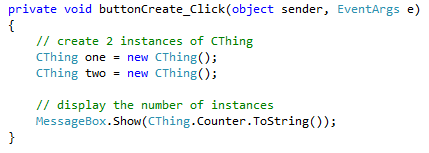 private void buttonCreate_Click(object sender, EventArgs e)
{
    // create 2 instances of CThing
    CThing one = new CThing();
    CThing two = new CThing();

    // display the number of instances
    MessageBox.Show(CThing.Counter.ToString());
}